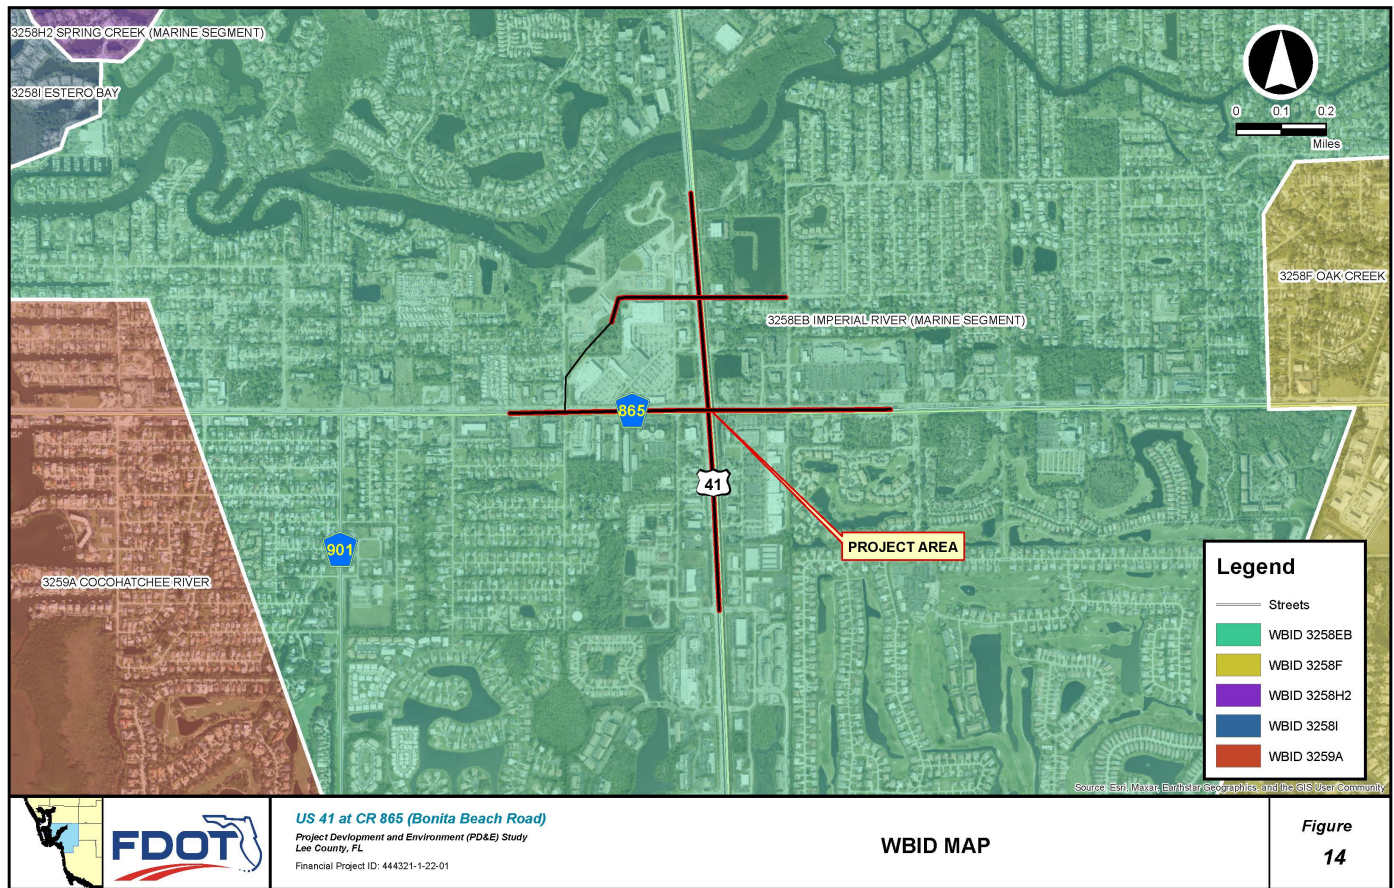 3258H2 SPRING CREEK (MARINE SEGMENT)
3258I ESTERO BAY
0 0.1 0.2
Miles
3258F OAK CREEK
3258EB IMPERIAL RIVER (MARINE SEGMENT)
865
41
901
PROJECT AREA
3259A COCOHATCHEE RIVER
Legend
Streets
WBID 3258EB
WBID 3258F
WBID 3258H2
WBID 3258I
WBID 3259A
Source: Esri, Maxar, Earthstar Geographics, and the GIS User Community
FDOT
US 41 at CR 865 (Bonita Beach Road)
Project Devlopment and Environment (PD&E) Study
Lee County, FL
Financial Project ID: 444321-1-22-01
WBID MAP
Figure
14